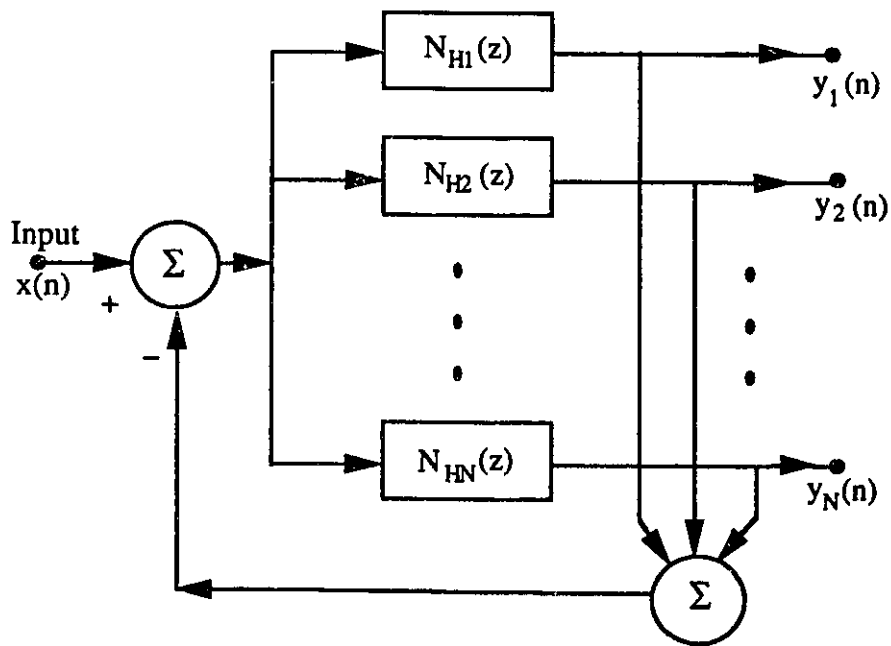 N_H1(z)
y_1(n)
N_H2(z)
y_2(n)
Input
x(n)
+
Σ
−
N_HN(z)
y_N(n)
Σ